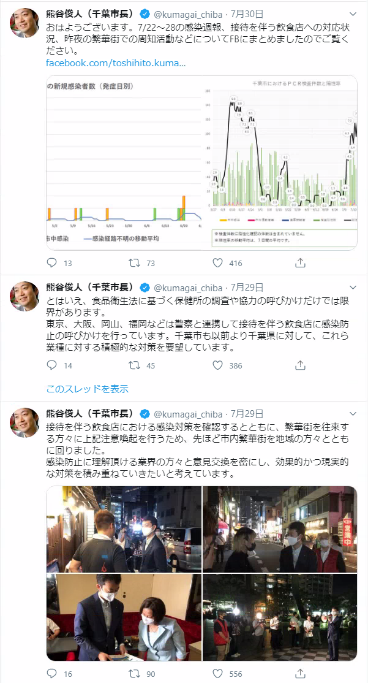 熊谷俊人（千葉市長） @kumagai_chiba・7月30日
おはようございます。7/22～28の感染週報、接待を伴う飲食店への対応状
況、昨夜の繁華街での周知活動などについてFBにまとめましたのでご覧く
ださい。
facebook.com/toshihito.kuma...
の新規感染者数（発症日別）
千葉市におけるPCR検査件数と陽性率
感染経路不明の移動平均
13 73 416
熊谷俊人（千葉市長） @kumagai_chiba・7月29日
とはいえ、食品衛生法に基づく保健所の調査や協力の呼びかけだけでは限
界があります。
東京、大阪、岡山、福岡などは警察と連携して接待を伴う飲食店に感染防
止の呼びかけを行っています。千葉市も以前より千葉県に対して、これら
業種に対する積極的な対策を要望しています。
14 45 386
このスレッドを表示
熊谷俊人（千葉市長） @kumagai_chiba・7月29日
接待を伴う飲食店における感染対策を確認するとともに、繁華街を往来す
る方々に上記注意喚起を行うため、先ほど市内繁華街を地域の方々ととも
に回りました。
感染防止に理解頂ける業界の方々と意見交換を密にし、効果的かつ現実的
な対策を積み重ねていきたいと考えています。
16 90 556